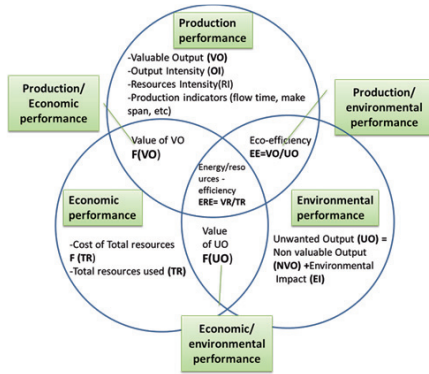 Production
performance
-Valuable Output (VO)
-Output Intensity (OI)
-Resources Intensity(RI)
-Production indicators (flow time, make
span, etc)
Production/
Economic
performance
Production/
environmental
performance
Value of VO
F(VO)
Eco-efficiency
EE=VO/UO
Energy/reso
urces -
efficiency
ERE= VR/TR
Economic
performance
-Cost of Total resources
F (TR)
-Total resources used (TR)
Environmental
performance
Unwanted Output (UO) =
Non valuable Output
(NVO) +Environmental
Impact (EI)
Value
of UO
F(UO)
Economic/
environmental
performance